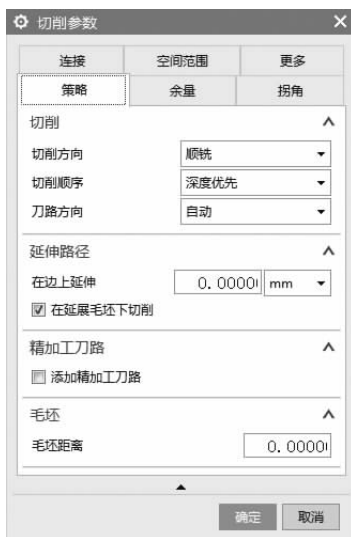 切削参数
连接 空间范围 更多
策略 余量 拐角
切削
切削方向 顺铣
切削顺序 深度优先
刀路方向 自动
延伸路径
在边上延伸 0.0000 mm
在延展毛坯下切削
精加工刀路
添加精加工刀路
毛坯
毛坯距离 0.0000
确定 取消